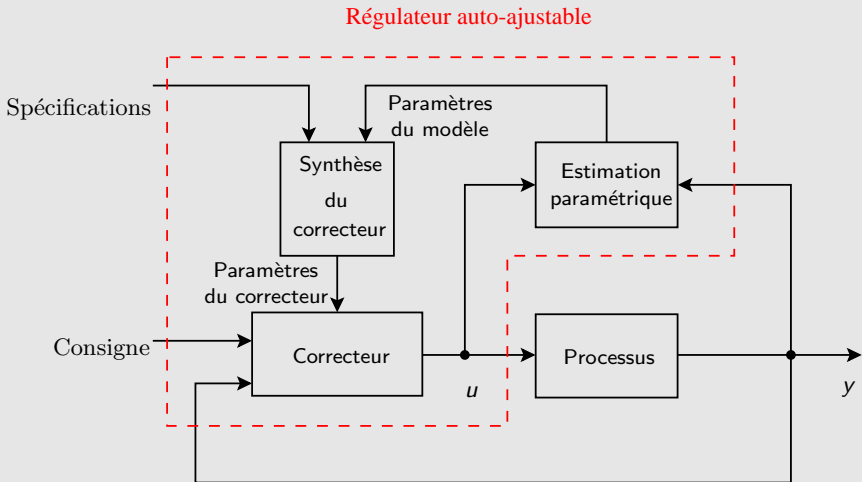 Régulateur auto-ajustable
Spécifications
Paramètres
du modèle
Synthèse
du
correcteur
Estimation
paramétrique
Paramètres
du correcteur
Consigne
Correcteur
Processus
u
y